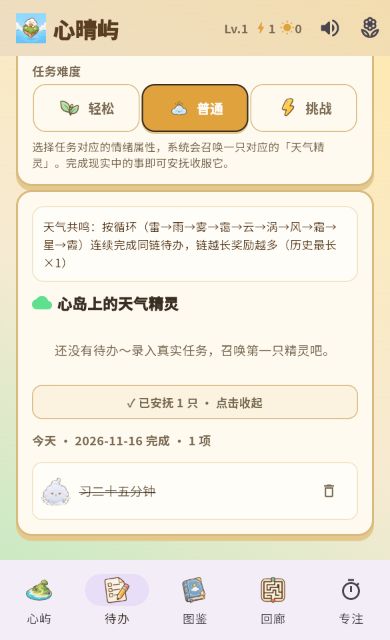 心晴屿
Lv.1 1 0
任务难度
轻松 普通 挑战
选择任务对应的情绪属性，系统会召唤一只对应的「天气精
灵」。完成现实中的事即可安抚收服它。
天气共鸣：按循环（雷→雨→雾→霭→云→涡→风→霜→
星→霞）连续完成同链待办，链越长奖励越多（历史最长
×1）
心岛上的天气精灵
还没有待办～录入真实任务，召唤第一只精灵吧。
✓ 已安抚 1 只 · 点击收起
今天 · 2026-11-16 完成 · 1 项
习二十五分钟
心屿 待办 图鉴 回廊 专注